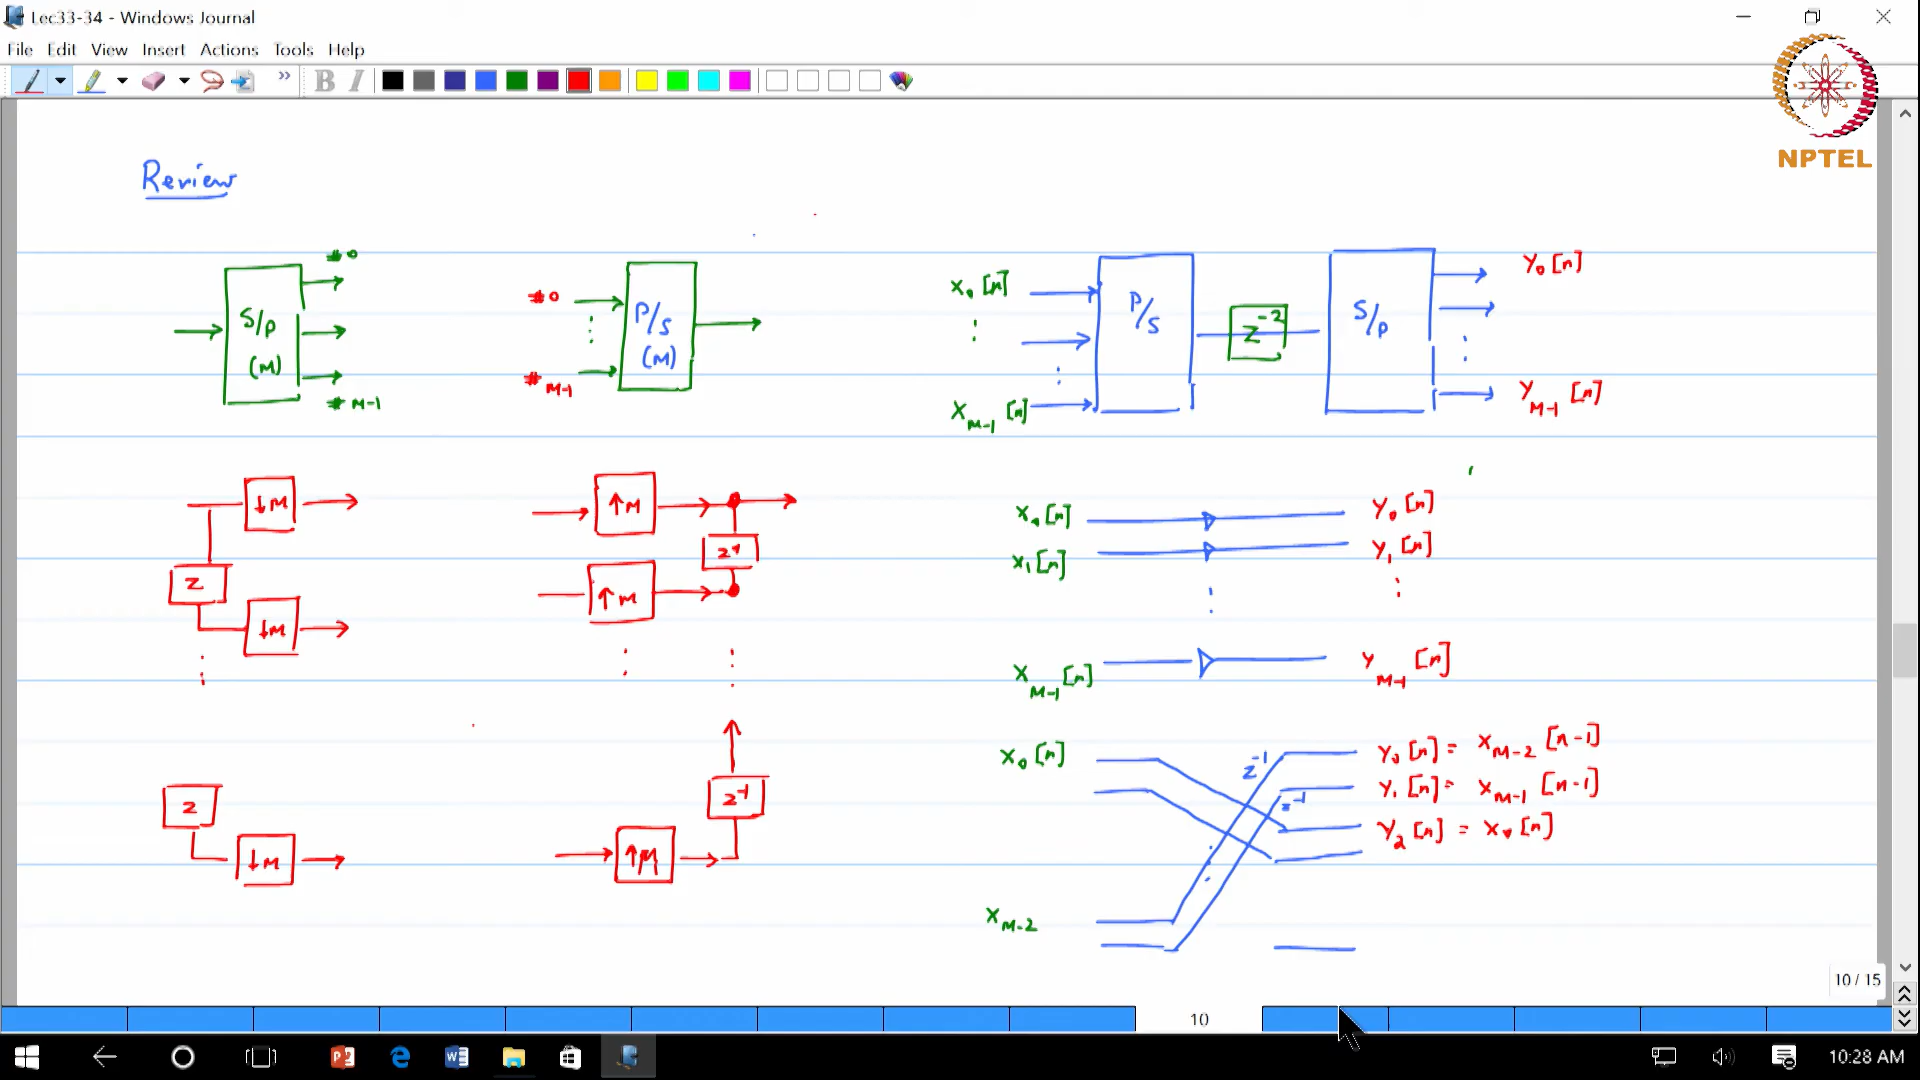 Lec33-34 - Windows Journal
File Edit View Insert Actions Tools Help
B I
NPTEL
Review
#0
S/P
(M)
#M-1
#0
P/S
(M)
#M-1
x0[n]
P/S
z^-2
S/P
y0[n]
xM-1[n]
yM-1[n]
↓M
z
↓M
z
↓M
↑M
z^-1
↑M
z^-1
↑M
x0[n] y0[n]
x1[n] y1[n]
xM-1[n] yM-1[n]
x0[n] z^-1 y0[n] = xM-2[n-1]
z^-1 y1[n] = xM-1[n-1]
y2[n] = x0[n]
xM-2
10 / 15
10
10:28 AM